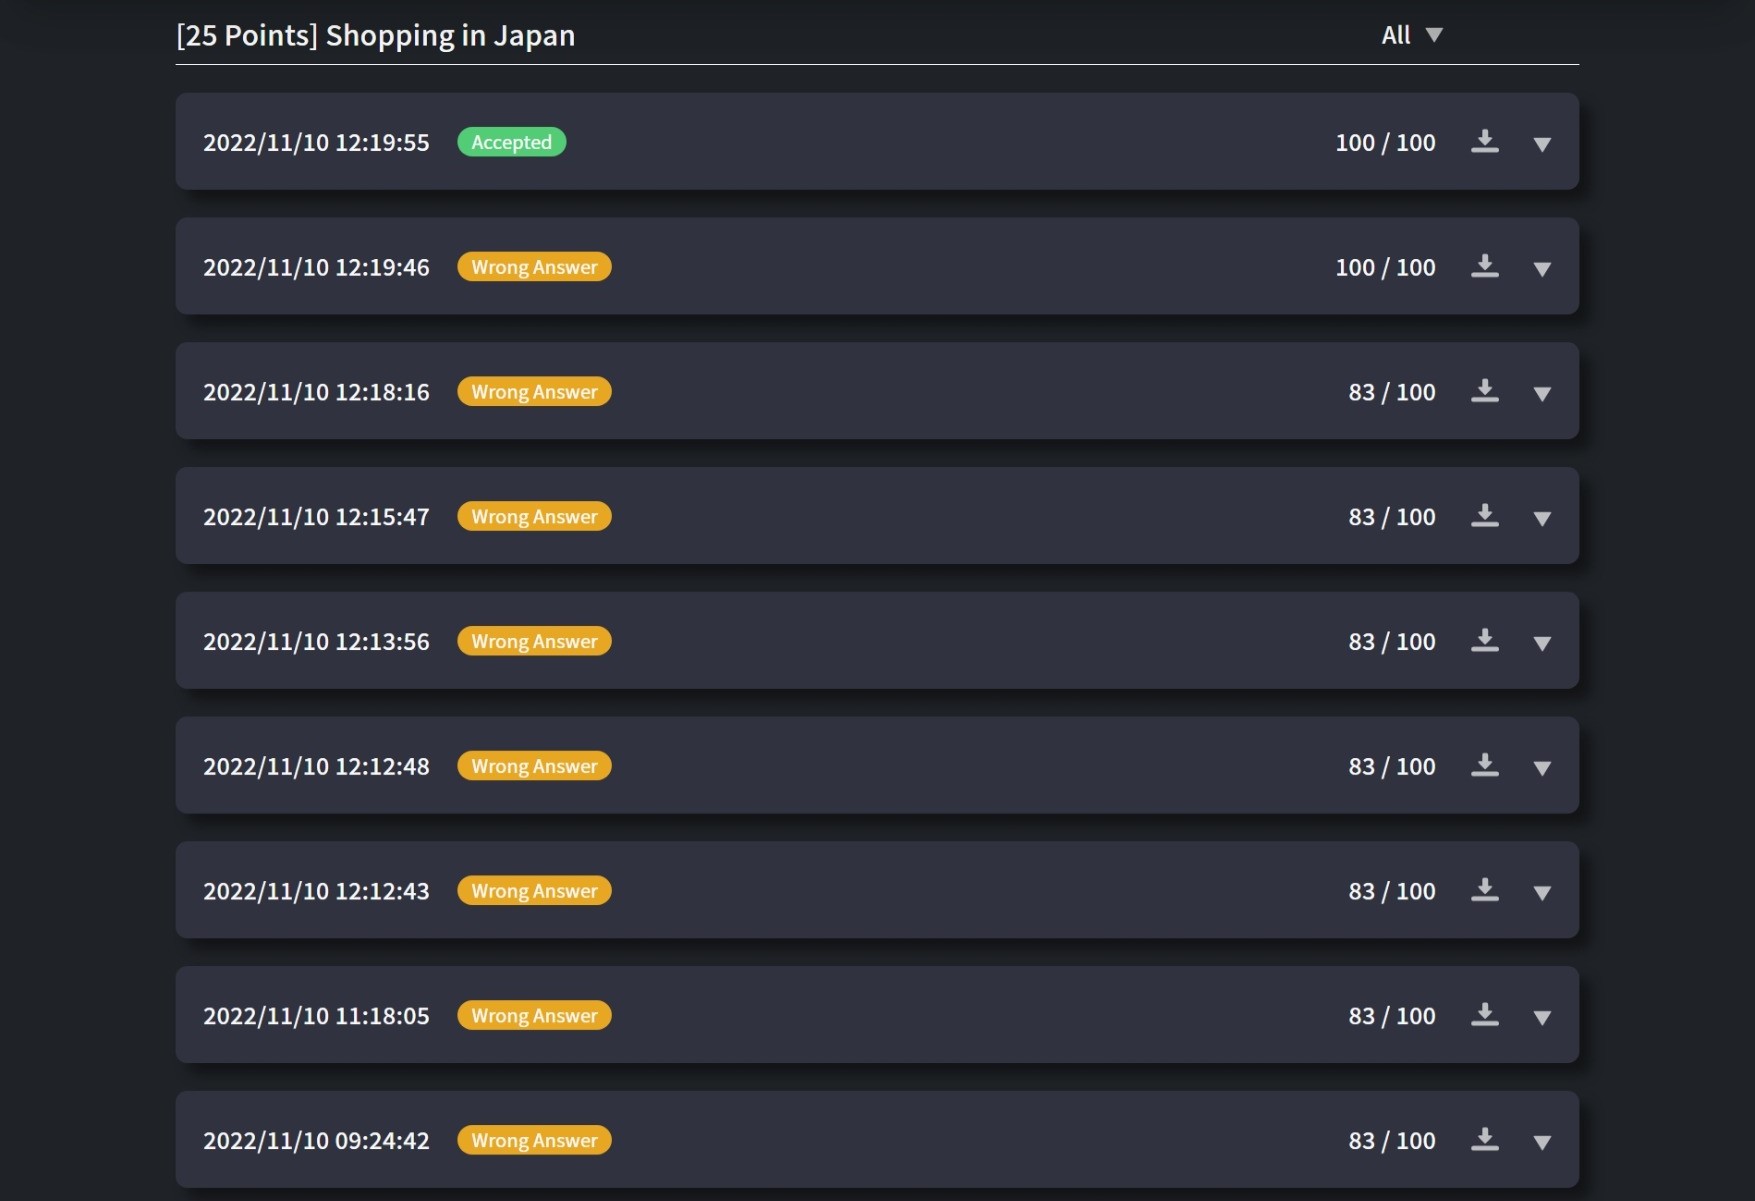 [25 Points] Shopping in Japan All ▼
2022/11/10 12:19:55 Accepted 100 / 100
2022/11/10 12:19:46 Wrong Answer 100 / 100
2022/11/10 12:18:16 Wrong Answer 83 / 100
2022/11/10 12:15:47 Wrong Answer 83 / 100
2022/11/10 12:13:56 Wrong Answer 83 / 100
2022/11/10 12:12:48 Wrong Answer 83 / 100
2022/11/10 12:12:43 Wrong Answer 83 / 100
2022/11/10 11:18:05 Wrong Answer 83 / 100
2022/11/10 09:24:42 Wrong Answer 83 / 100